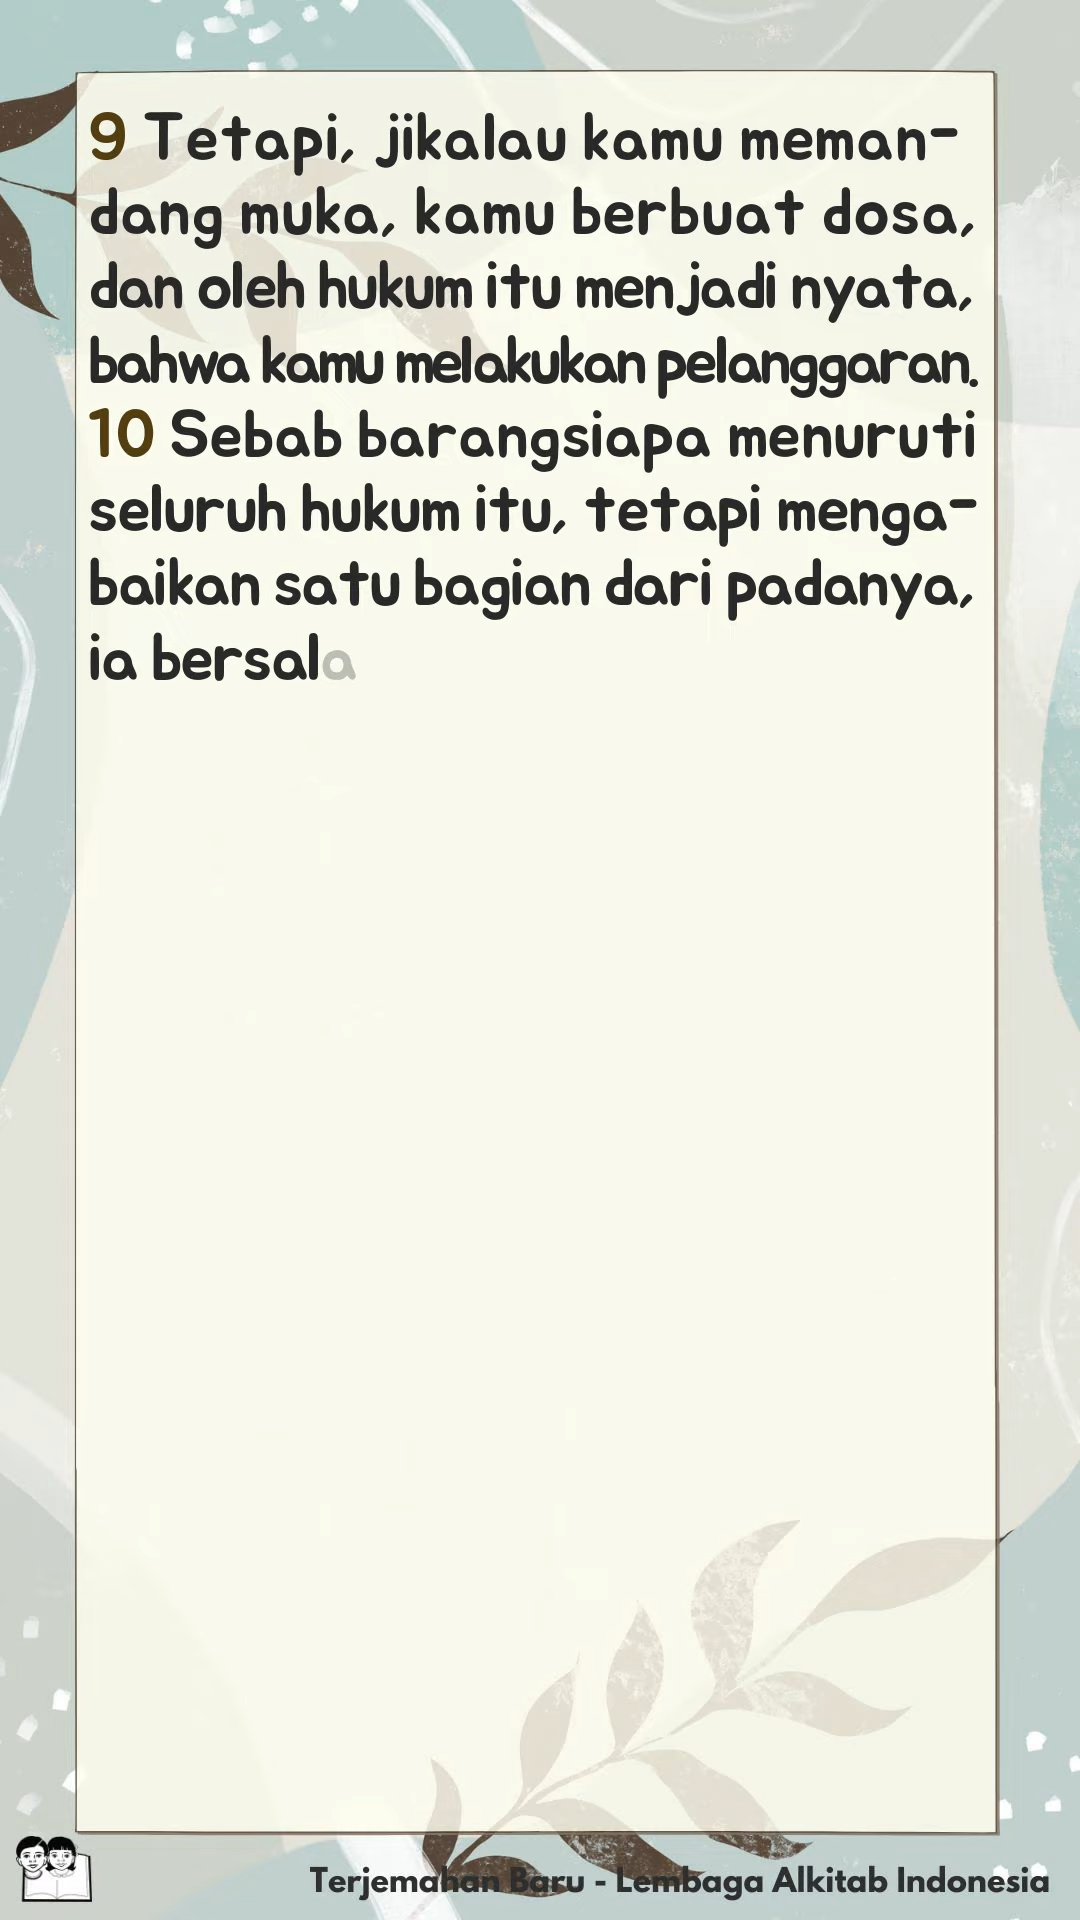 9 Tetapi, jikalau kamu meman-
dang muka, kamu berbuat dosa,
dan oleh hukum itu menjadi nyata,
bahwa kamu melakukan pelanggaran.
10 Sebab barangsiapa menuruti
seluruh hukum itu, tetapi menga-
baikan satu bagian dari padanya,
ia bersala
Terjemahan Baru - Lembaga Alkitab Indonesia